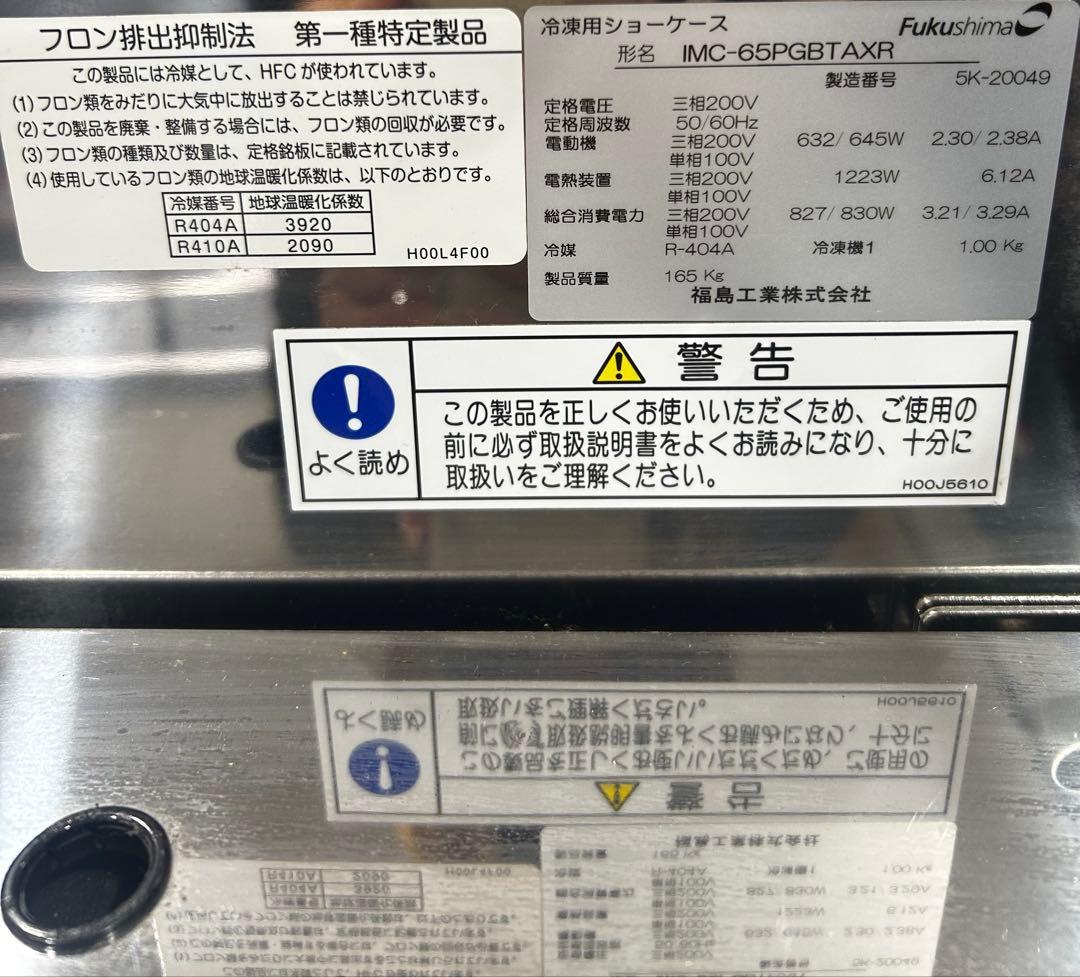 フロン排出抑制法 第一種特定製品
この製品には冷媒として、HFCが使われています。
(1)フロン類をみだりに大気中に放出することは禁じられています。
(2)この製品を廃棄・整備する場合には、フロン類の回収が必要です。
(3)フロン類の種類及び数量は、定格銘板に記載されています。
(4)使用しているフロン類の地球温暖化係数は、以下のとおりです。
冷媒番号 地球温暖化係数
R404A 3920
R410A 2090
H00L4F00
冷凍用ショーケース Fukushima
形名 IMC-65PGBTAXR
製造番号 5K-20049
定格電圧 三相200V
定格周波数 50/60Hz
電動機 三相200V 632/645W 2.30/2.38A
単相100V
電熱装置 三相200V 1223W 6.12A
単相100V
総合消費電力 三相200V 827/830W 3.21/3.29A
単相100V
冷媒 R-404A 冷凍機1 1.00 Kg
製品質量 165 Kg
福島工業株式会社
よく読め
警告
この製品を正しくお使いいただくため、ご使用の
前に必ず取扱説明書をよくお読みになり、十分に
取扱いをご理解ください。
H00J5610